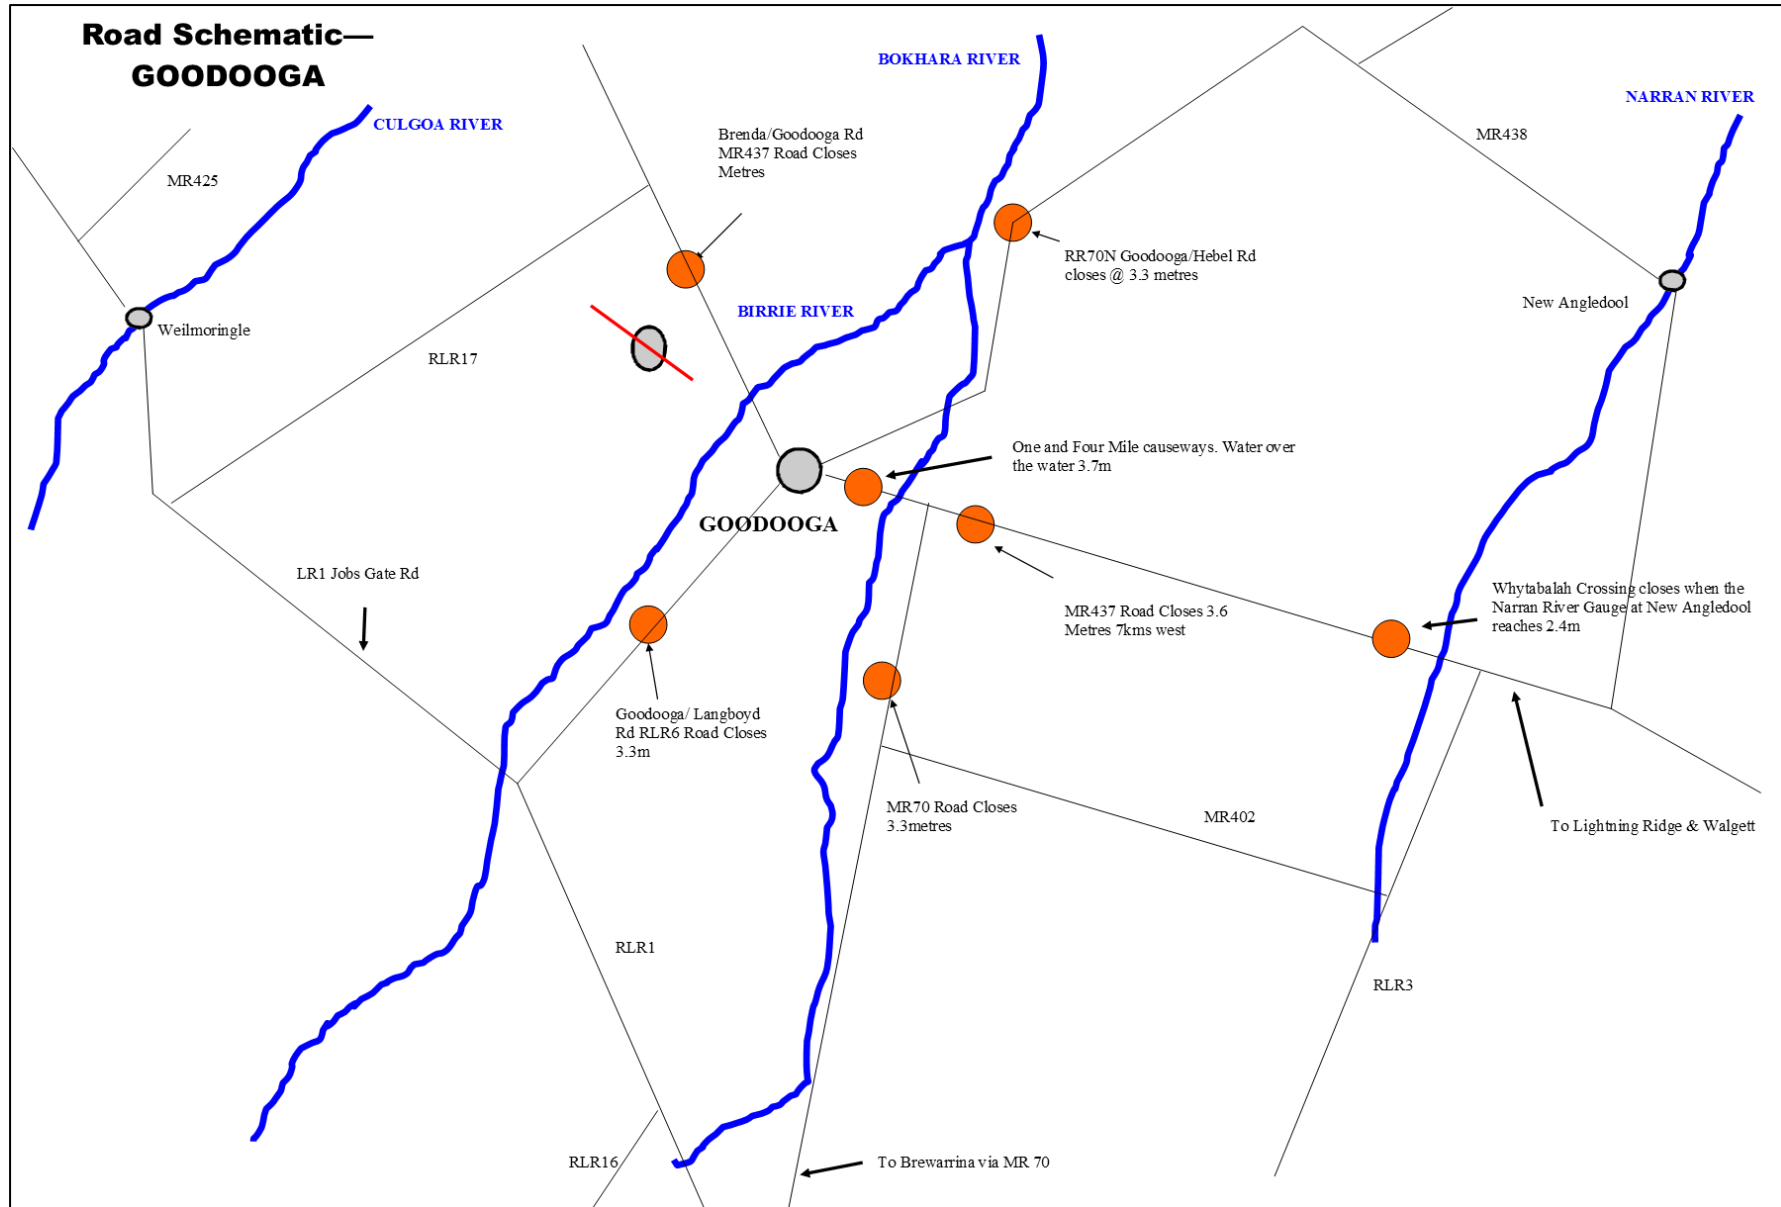 Road Schematic—
GOODOOGA
BOKHARA RIVER
NARRAN RIVER
CULGOA RIVER
Brenda/Goodooga Rd
MR437 Road Closes
Metres
MR438
MR425
RR70N Goodooga/Hebel Rd
closes @ 3.3 metres
New Angledool
BIRRIE RIVER
Weilmoringle
RLR17
One and Four Mile causeways. Water over
the water 3.7m
GOODOOGA
LR1 Jobs Gate Rd
MR437 Road Closes 3.6
Metres 7kms west
Whytabalah Crossing closes when the
Narran River Gauge at New Angledool
reaches 2.4m
Goodooga/ Langboyd
Rd RLR6 Road Closes
3.3m
MR70 Road Closes
3.3metres
MR402
To Lightning Ridge & Walgett
RLR1
RLR3
RLR16
To Brewarrina via MR 70